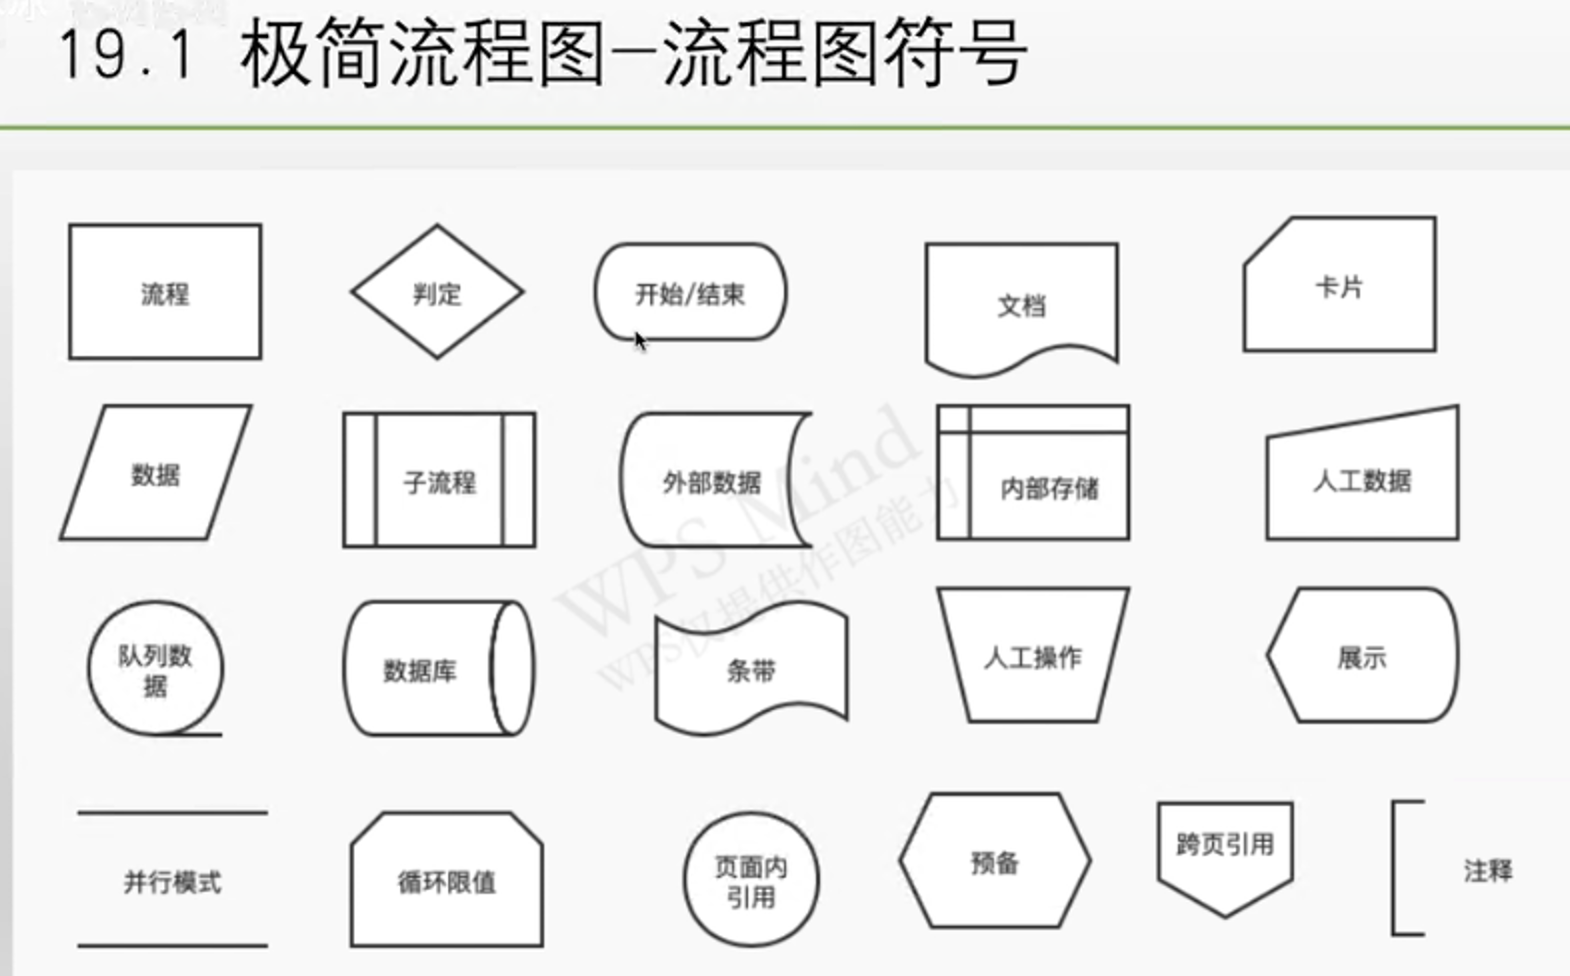 19.1 极简流程图-流程图符号
流程
判定
开始/结束
文档
卡片
数据
子流程
外部数据
内部存储
人工数据
WPS Mind
WPS仅提供作图能力
队列数
据
数据库
条带
人工操作
展示
并行模式
循环限值
页面内
引用
预备
跨页引用
注释